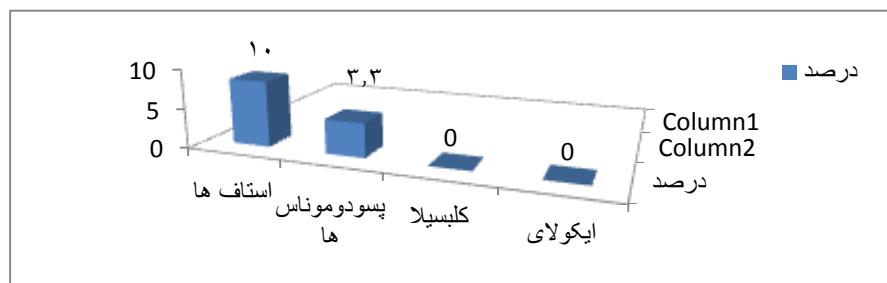 ۱۰
۳,۳
0
0
10
5
0
استاف ها
پسودوموناس
ها
کلبسیلا
ایکولای
Column1
Column2
درصد
درصد